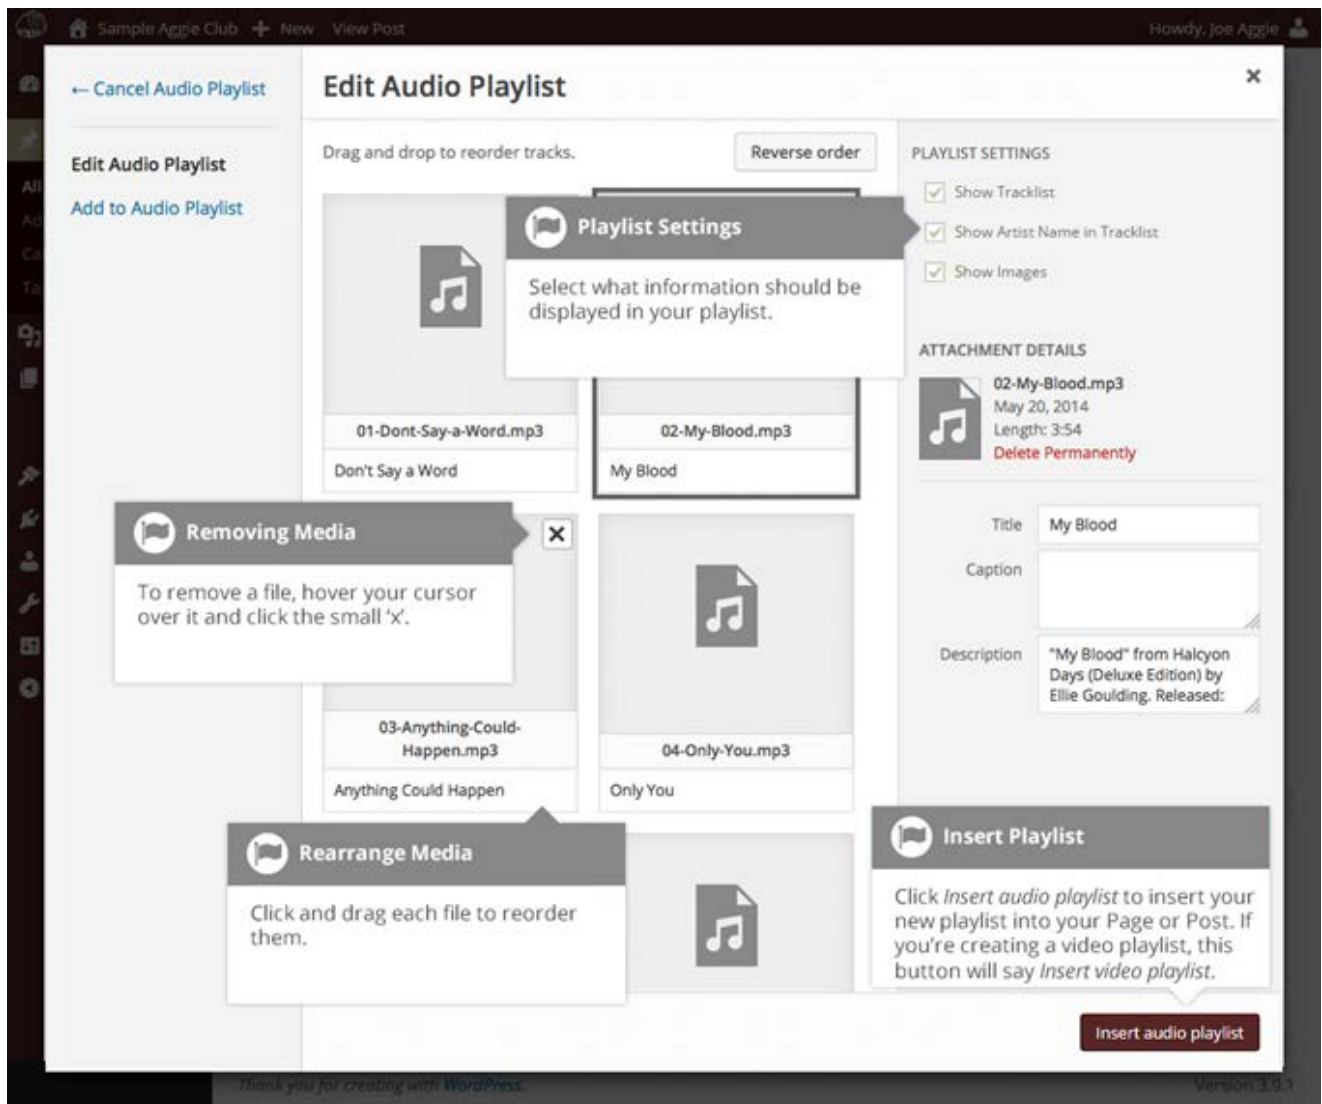 Sample Aggie Club + New View Post
Howdy, Joe Aggie
← Cancel Audio Playlist
Edit Audio Playlist
Add to Audio Playlist
All
Ad
Ca
Ta
Edit Audio Playlist
×
Drag and drop to reorder tracks.
Reverse order
01-Dont-Say-a-Word.mp3
Don't Say a Word
02-My-Blood.mp3
My Blood
Playlist Settings
Select what information should be
displayed in your playlist.
Removing Media
×
To remove a file, hover your cursor
over it and click the small ‘x’.
03-Anything-Could-
Happen.mp3
Anything Could Happen
04-Only-You.mp3
Only You
Rearrange Media
Click and drag each file to reorder
them.
PLAYLIST SETTINGS
Show Tracklist
Show Artist Name in Tracklist
Show Images
ATTACHMENT DETAILS
02-My-Blood.mp3
May 20, 2014
Length: 3:54
Delete Permanently
Title
My Blood
Caption
Description
"My Blood" from Halcyon
Days (Deluxe Edition) by
Ellie Goulding. Released:
Insert Playlist
Click Insert audio playlist to insert your
new playlist into your Page or Post. If
you’re creating a video playlist, this
button will say Insert video playlist.
Insert audio playlist
Thank you for creating with WordPress.
Version 3.9.1